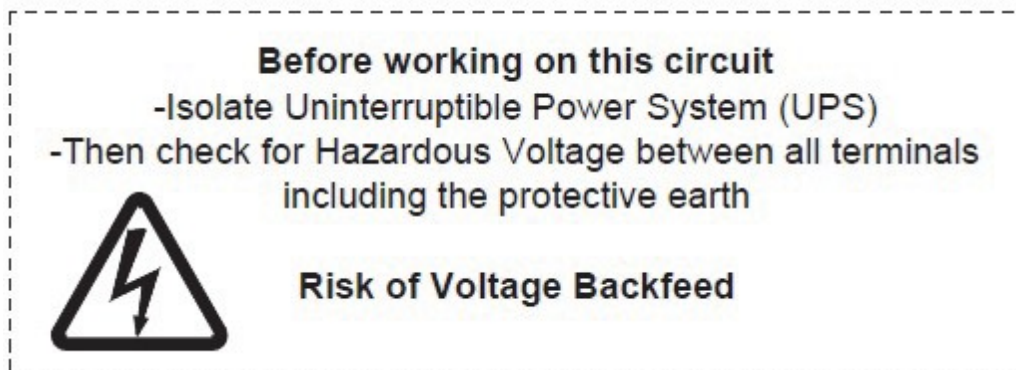 Before working on this circuit
-Isolate Uninterruptible Power System (UPS)
-Then check for Hazardous Voltage between all terminals
including the protective earth
Risk of Voltage Backfeed